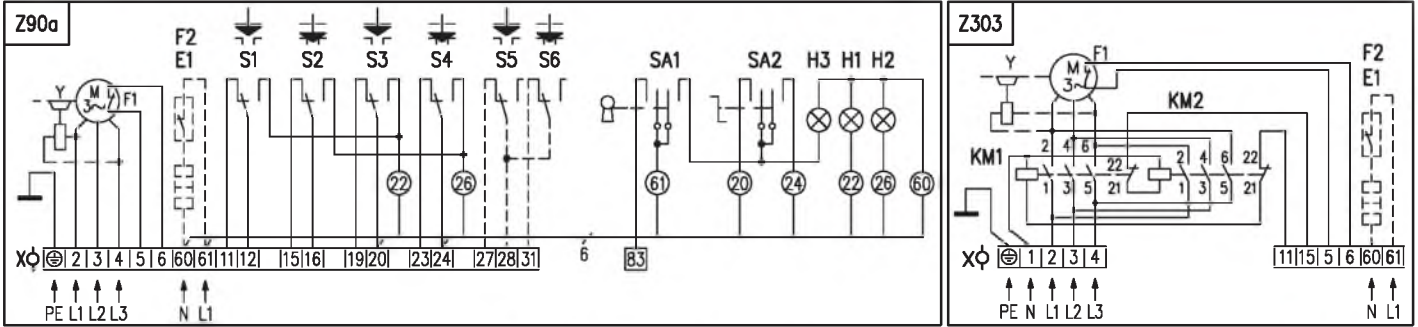 Z90a
F2
E1
S1 S2 S3 S4 S5 S6
SA1 SA2 H3 H1 H2
Y
M
3~
F1
22 26 61 20 24 22 26 60
6
83
X
2 3 4 5 6 60 61 11 12 15 16 19 20 23 24 27 28 31
PE L1 L2 L3 N L1
Z303
F1
F2
E1
Y
M
3~
KM2
KM1
2 4 6 22 2 4 6 22
1 3 5 21 1 3 5 21
X
1 2 3 4 11 15 5 6 60 61
PE N L1 L2 L3 N L1